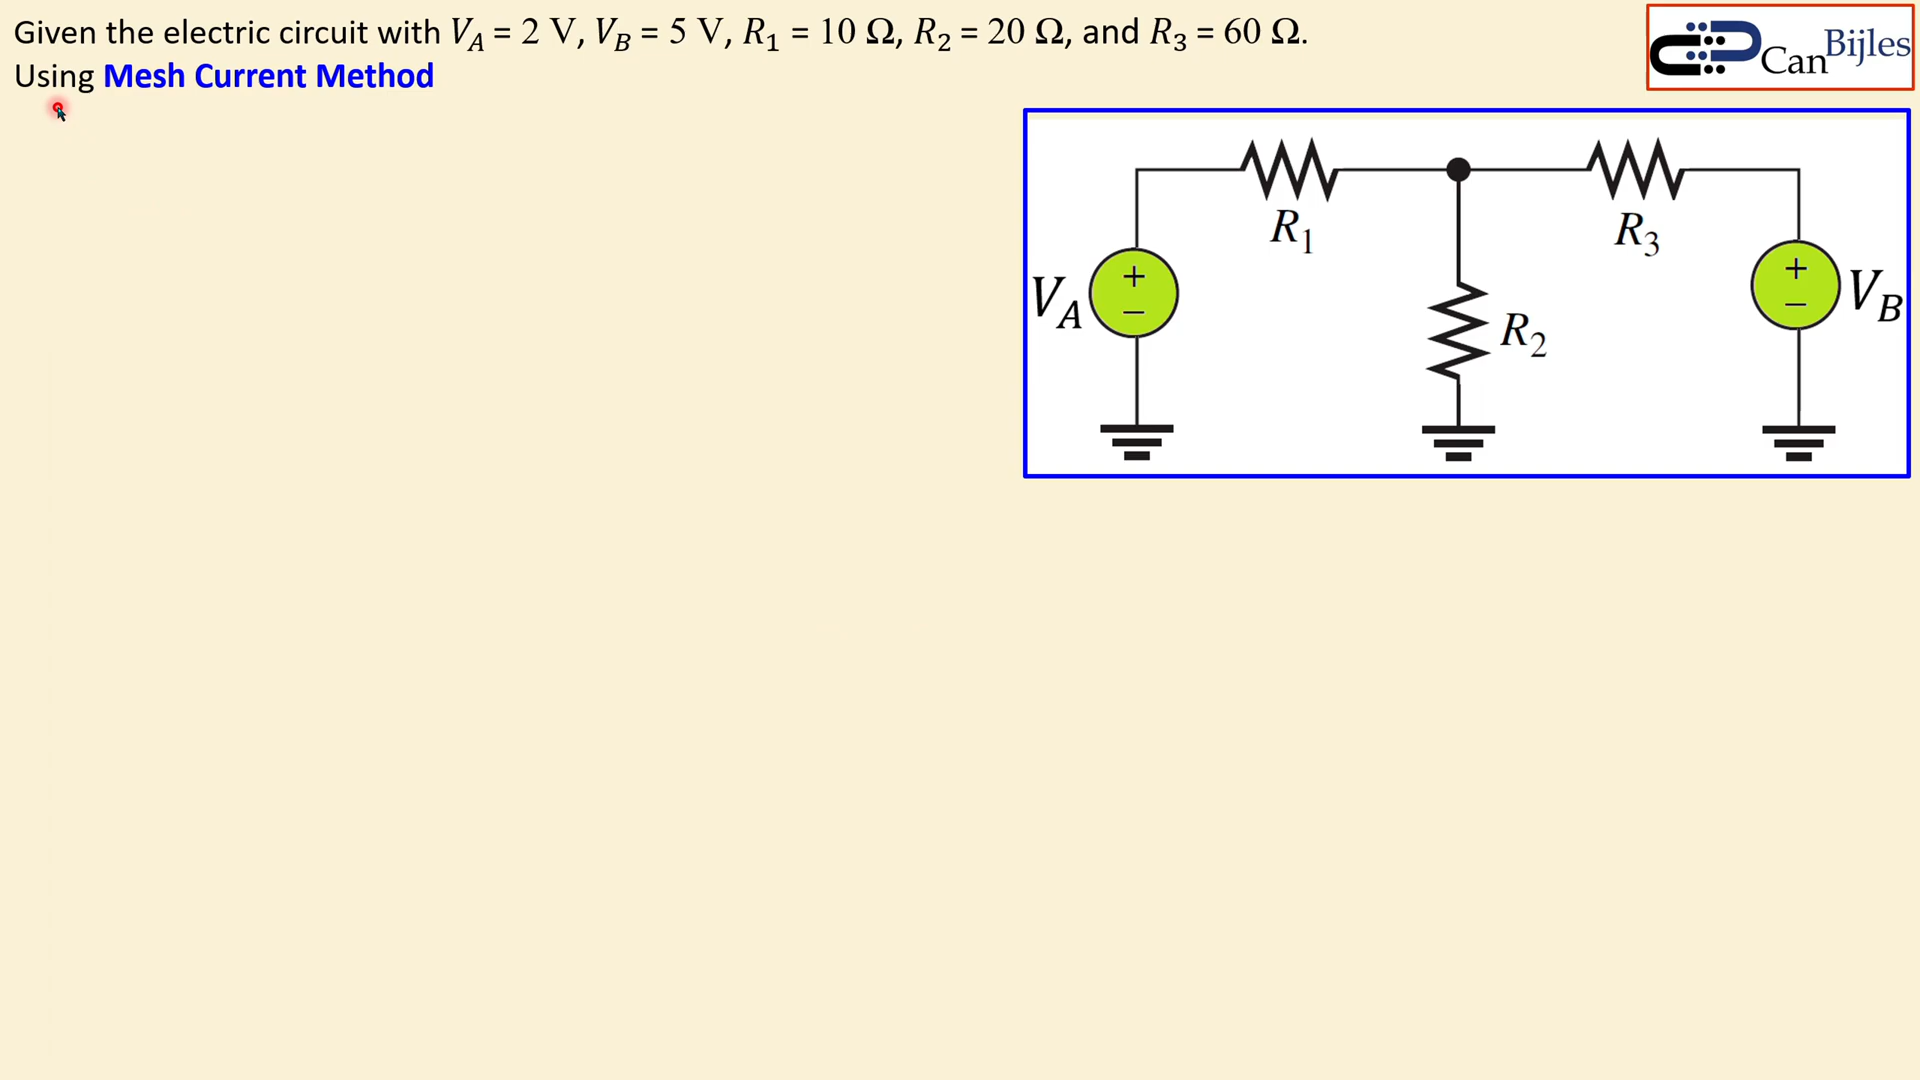 Given the electric circuit with V_A = 2 V, V_B = 5 V, R_1 = 10 Ω, R_2 = 20 Ω, and R_3 = 60 Ω.
Using Mesh Current Method
CanBijles
R_1
R_3
V_A
+
−
R_2
+
−
V_B